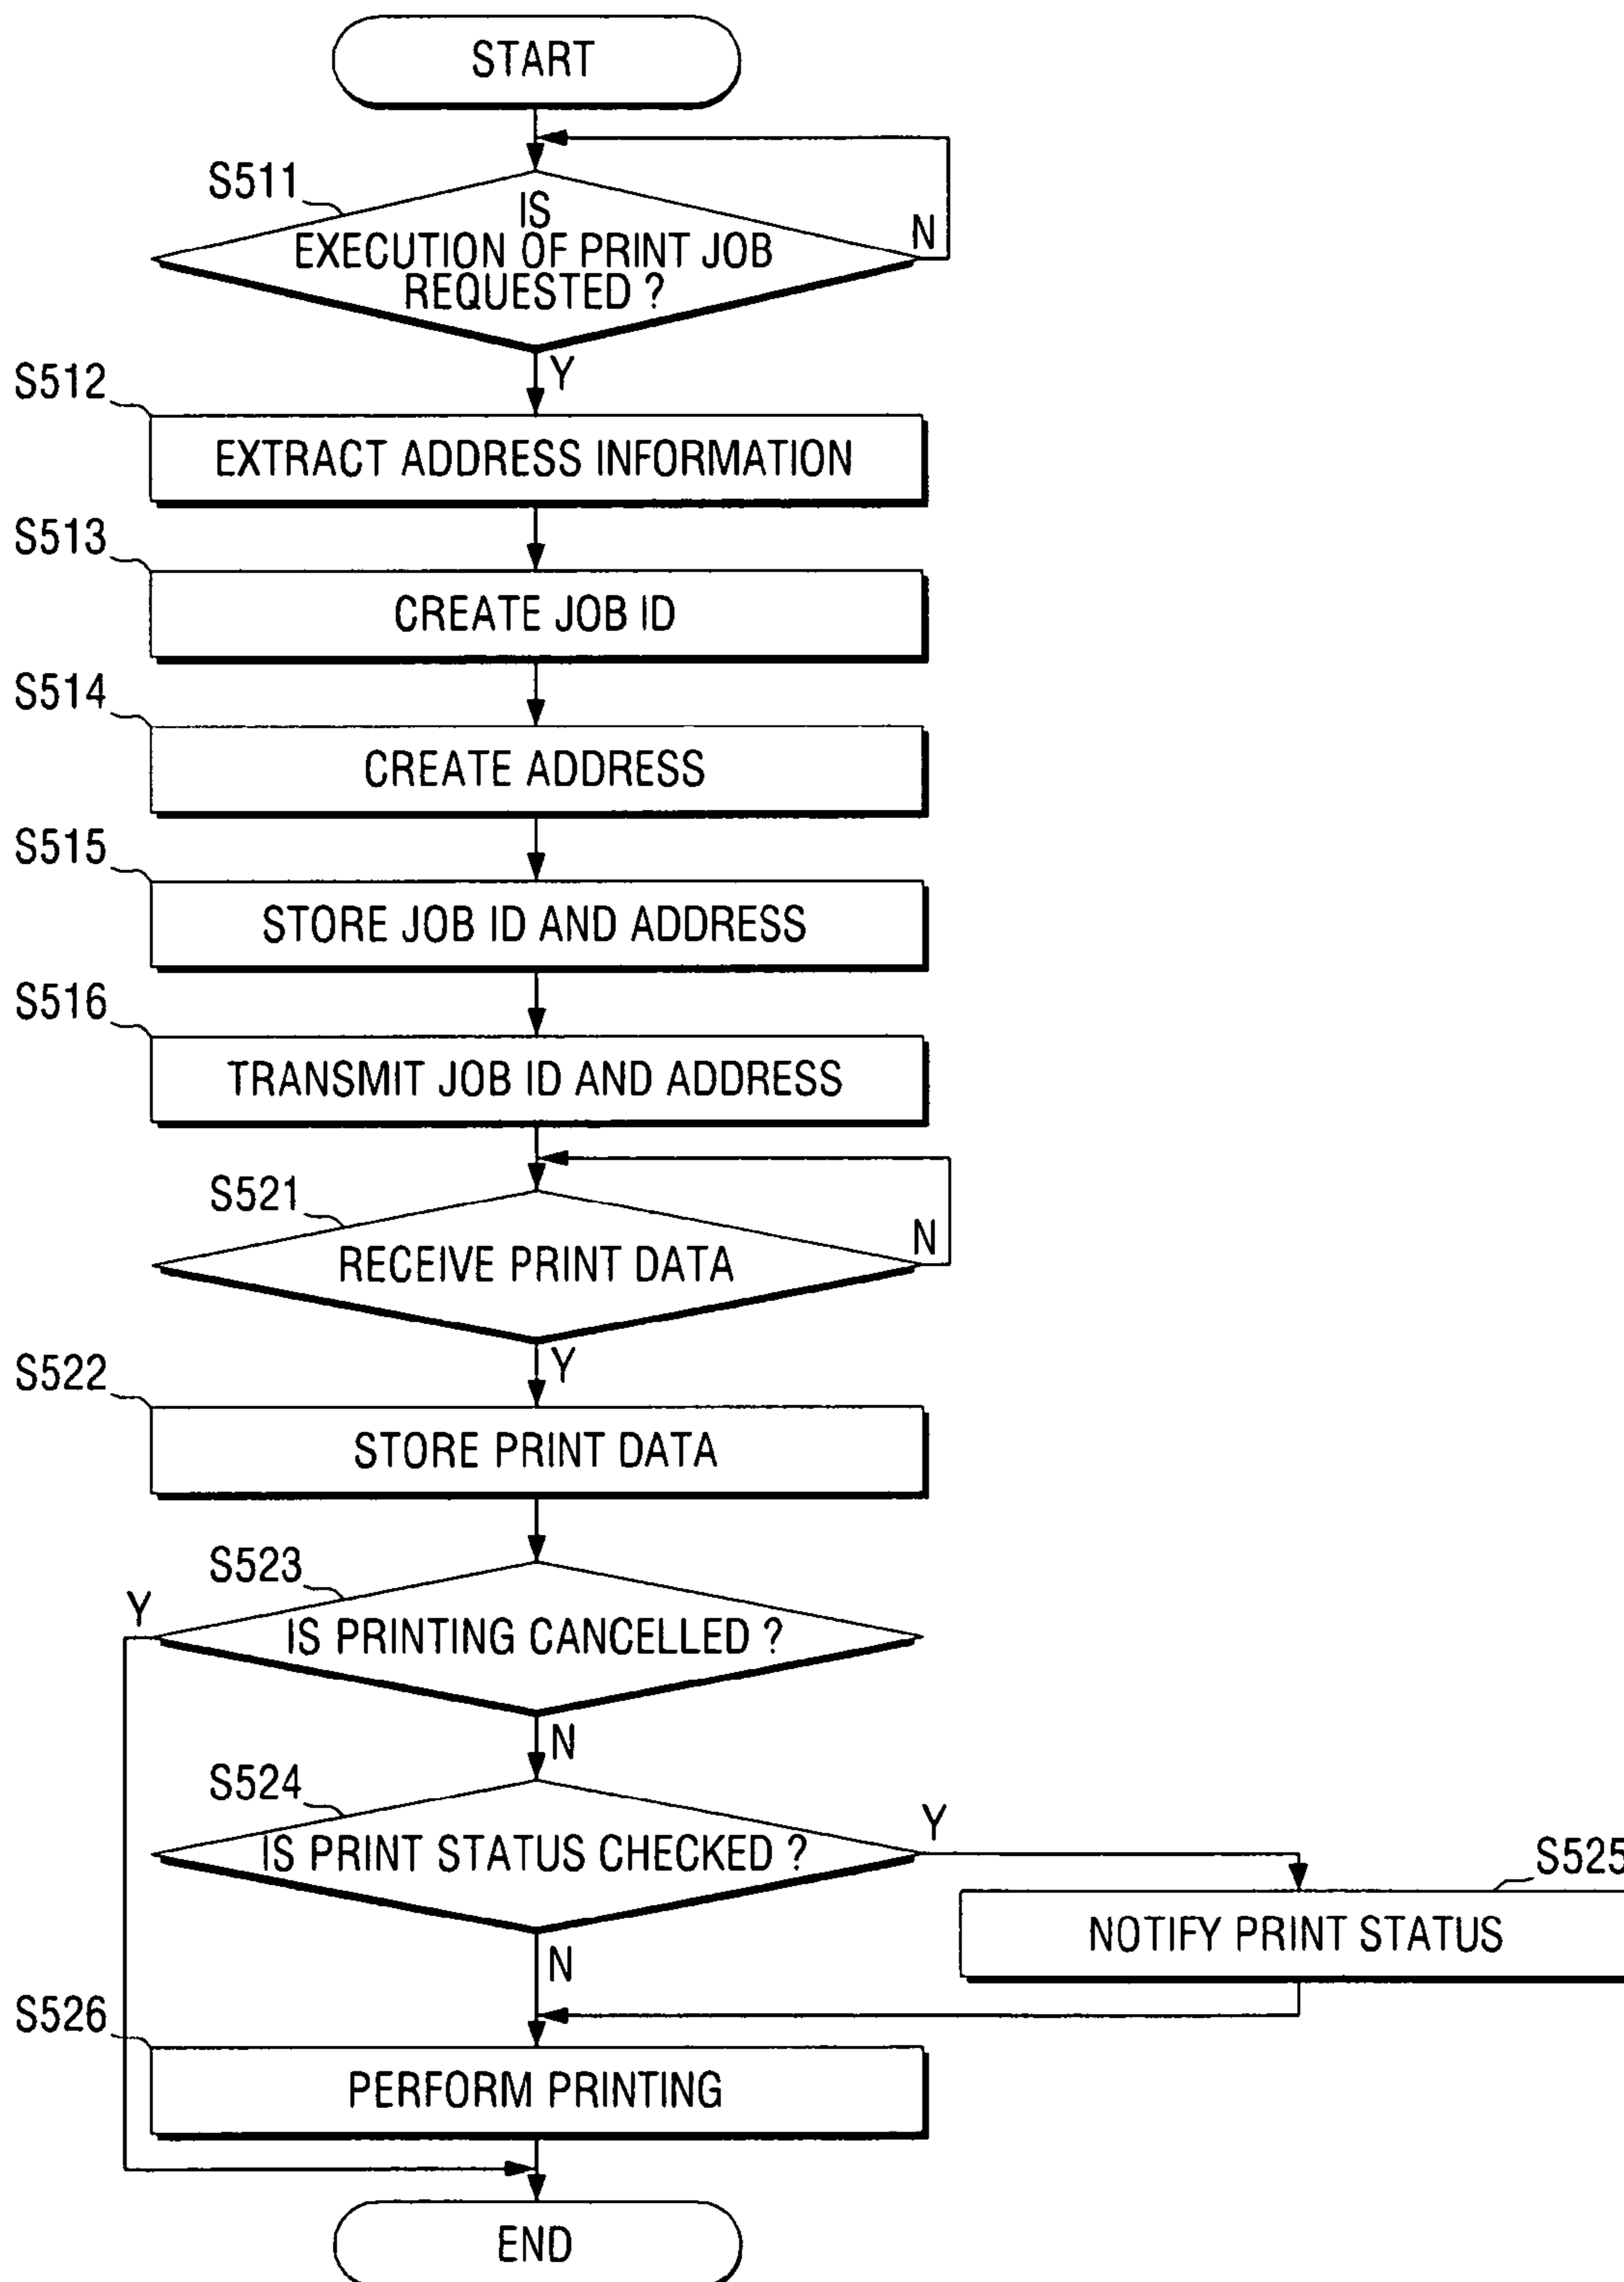 START
S511
IS
EXECUTION OF PRINT JOB
REQUESTED ?
N
Y
S512
EXTRACT ADDRESS INFORMATION
S513
CREATE JOB ID
S514
CREATE ADDRESS
S515
STORE JOB ID AND ADDRESS
S516
TRANSMIT JOB ID AND ADDRESS
S521
RECEIVE PRINT DATA
N
Y
S522
STORE PRINT DATA
S523
Y
IS PRINTING CANCELLED ?
N
S524
IS PRINT STATUS CHECKED ?
Y
S525
NOTIFY PRINT STATUS
N
S526
PERFORM PRINTING
END